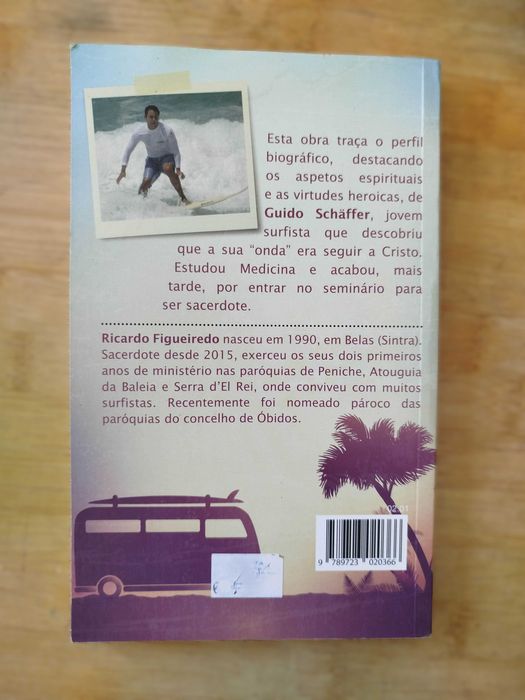 Esta obra traça o perfil
biográfico, destacando
os aspetos espirituais
e as virtudes heroicas, de
Guido Schäffer, jovem
surfista que descobriu
que a sua “onda” era seguir a Cristo.
Estudou Medicina e acabou, mais
tarde, por entrar no seminário para
ser sacerdote.
Ricardo Figueiredo nasceu em 1990, em Belas (Sintra).
Sacerdote desde 2015, exerceu os seus dois primeiros
anos de ministério nas paróquias de Peniche, Atouguia
da Baleia e Serra d’El Rei, onde conviveu com muitos
surfistas. Recentemente foi nomeado pároco das
paróquias do concelho de Óbidos.
02.01
9 789723 020366